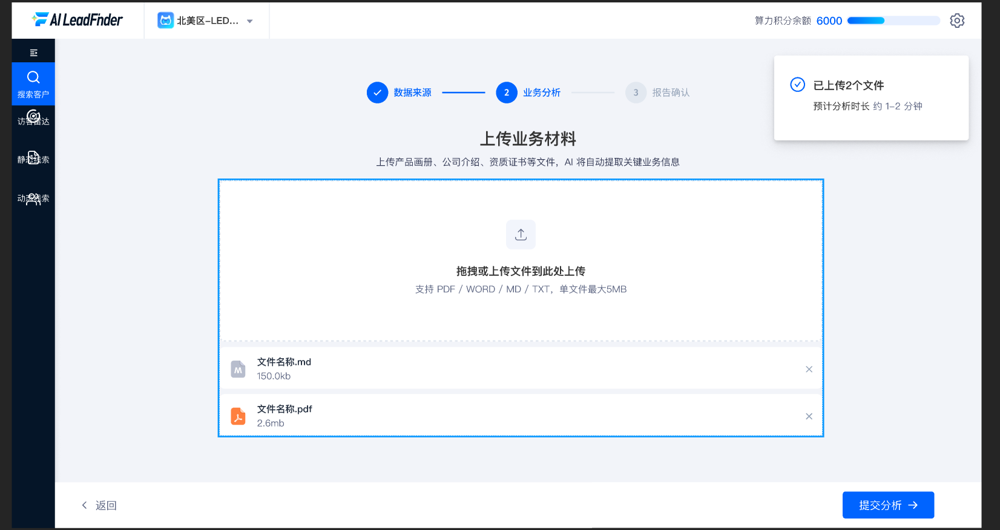 AI LeadFinder
北美区-LED...
算力积分余额 6000
搜索客户
访客雷达
静态线索
动态线索
数据来源
2 业务分析
3 报告确认
已上传2个文件
预计分析时长 约 1-2 分钟
上传业务材料
上传产品画册、公司介绍、资质证书等文件，AI 将自动提取关键业务信息
拖拽或上传文件到此处上传
支持 PDF / WORD / MD / TXT，单文件最大5MB
M
文件名称.md
150.0kb
文件名称.pdf
2.6mb
返回
提交分析 →